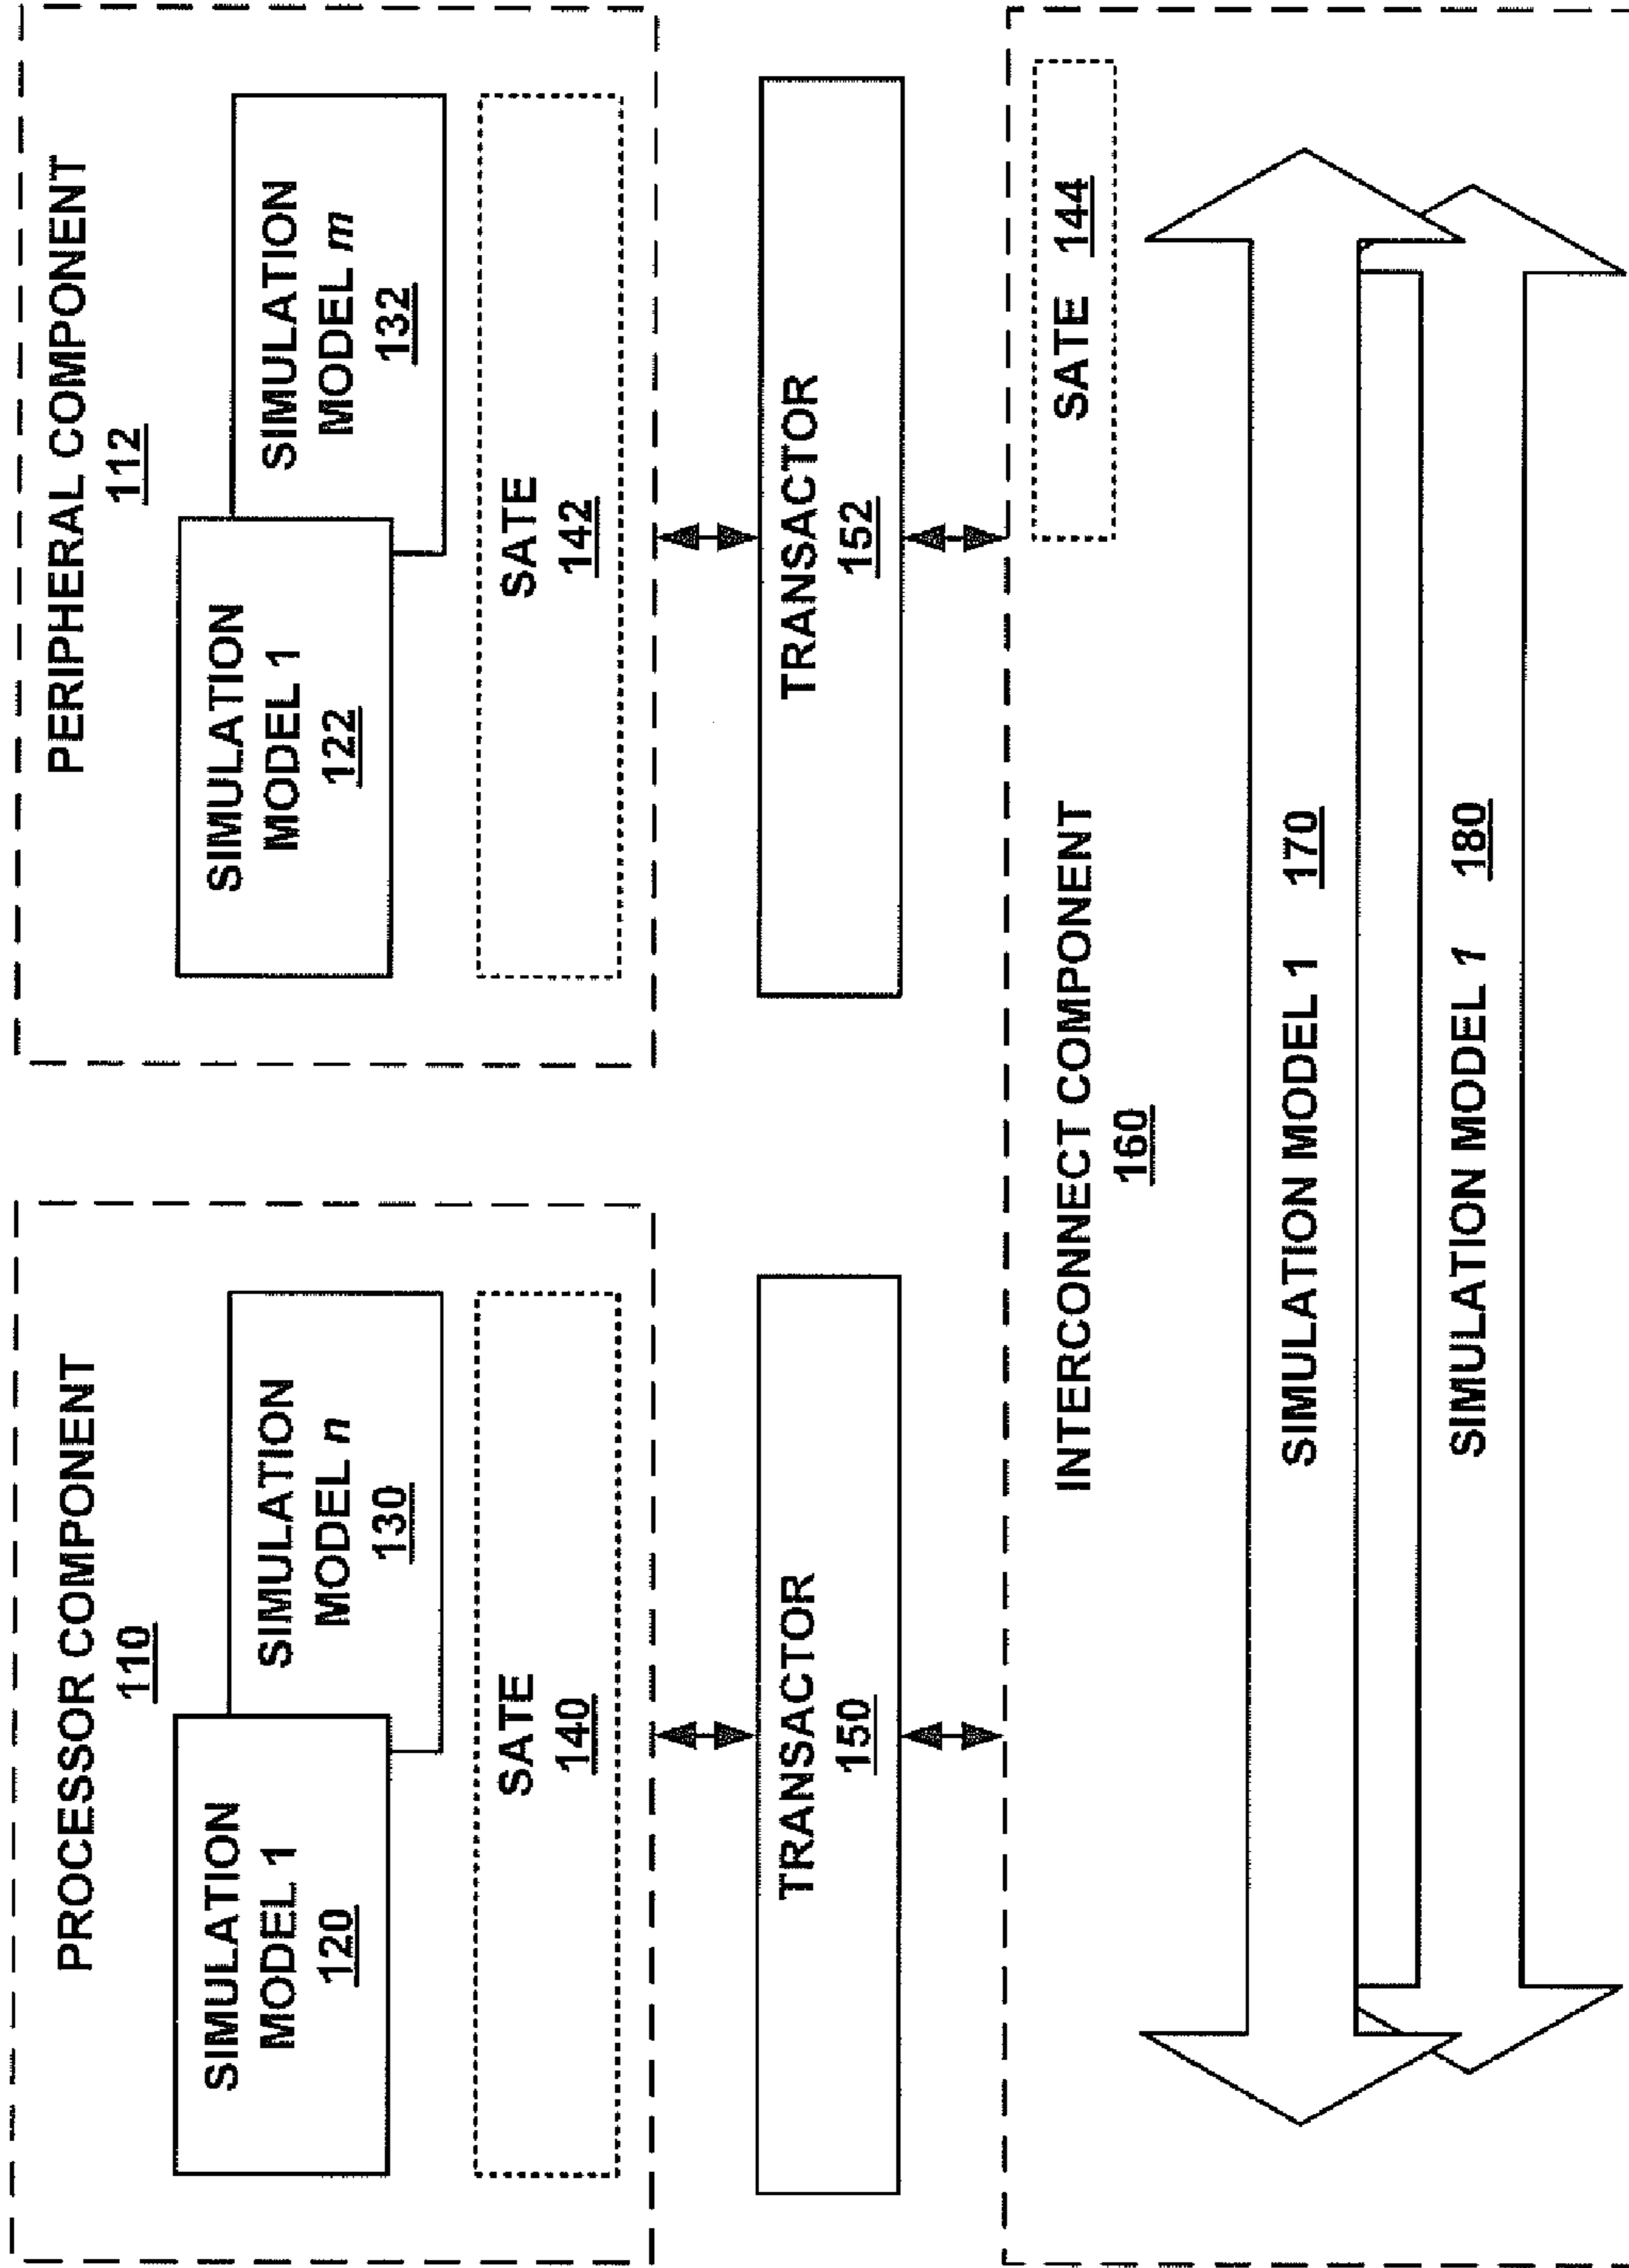 PROCESSOR COMPONENT
110
SIMULATION
MODEL 1
120
SIMULATION
MODEL n
130
SATE
140
TRANSACTOR
150
PERIPHERAL COMPONENT
112
SIMULATION
MODEL 1
122
SIMULATION
MODEL m
132
SATE
142
TRANSACTOR
152
INTERCONNECT COMPONENT
160
SATE 144
SIMULATION MODEL 1 170
SIMULATION MODEL 1 180